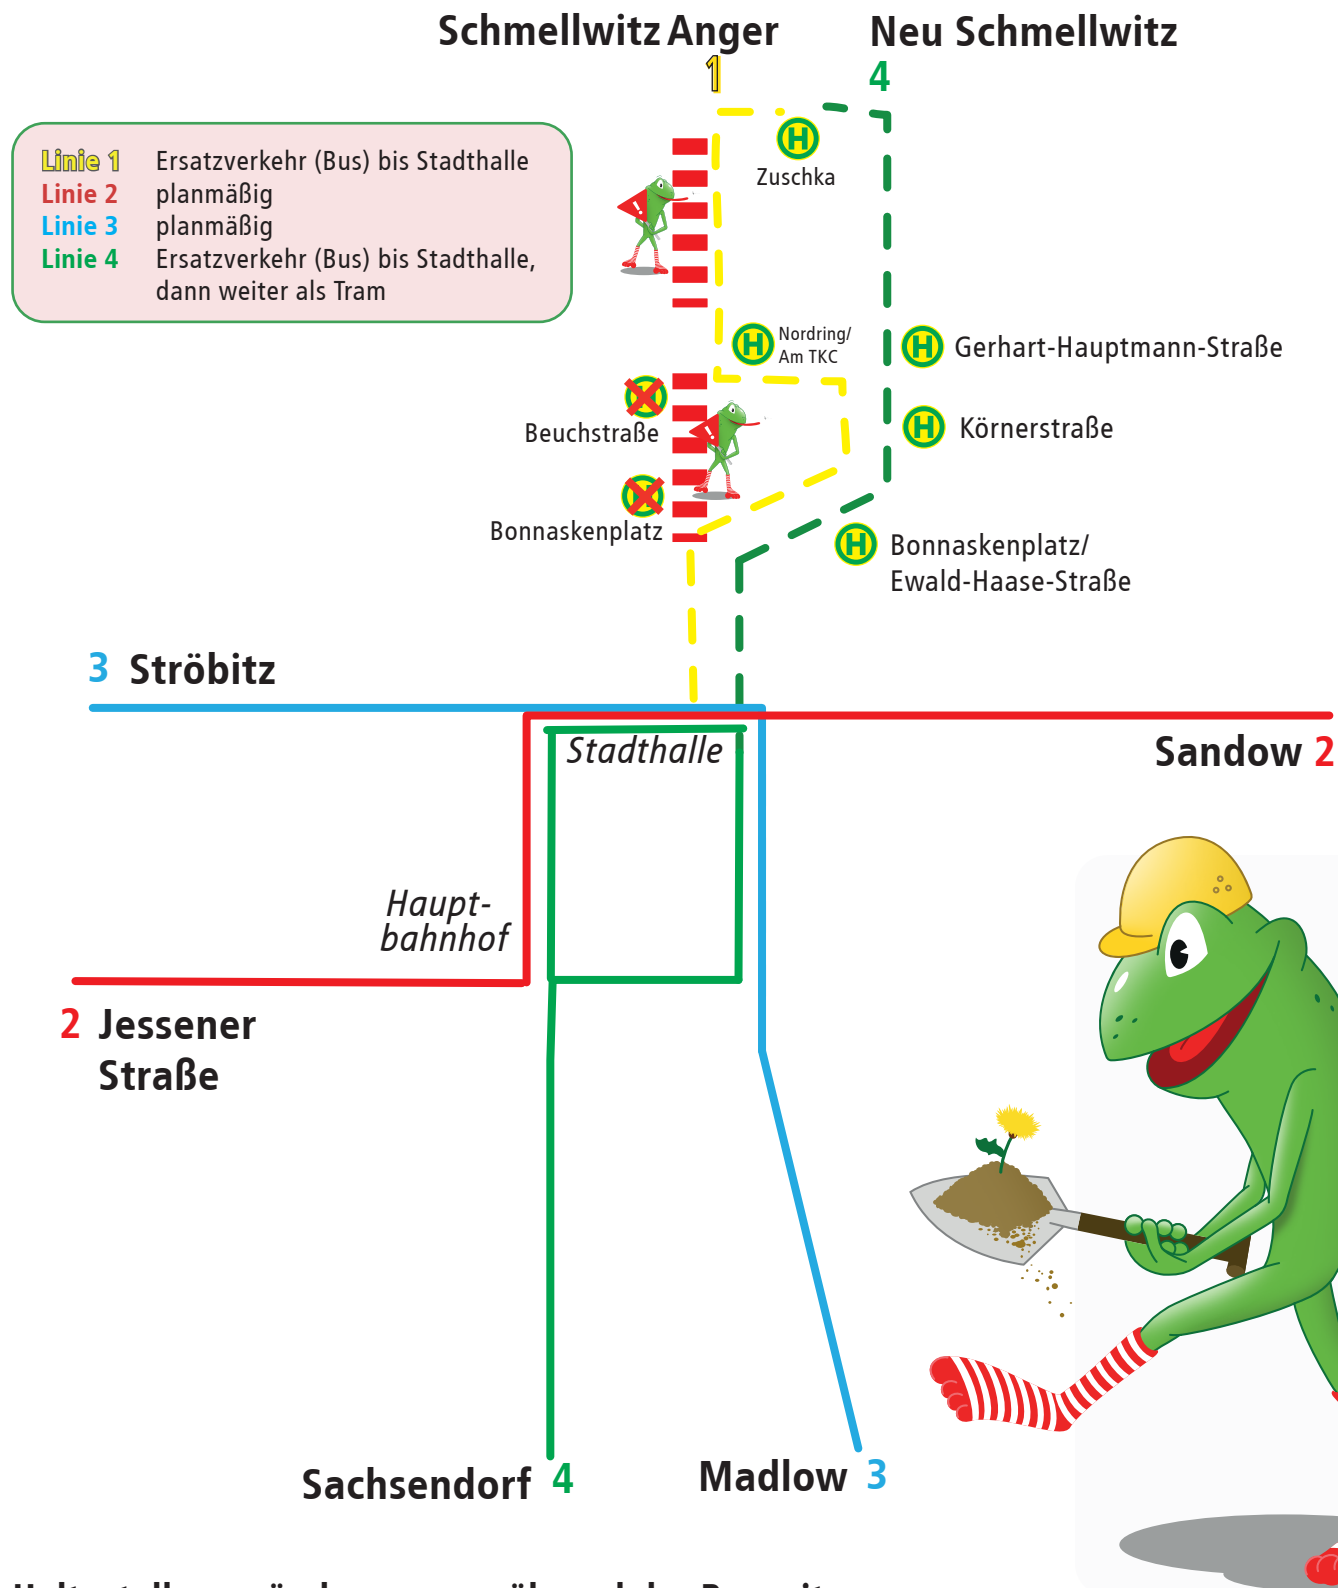 Schmellwitz Anger
Neu Schmellwitz
1
4
Linie 1 Ersatzverkehr (Bus) bis Stadthalle
Linie 2 planmäßig
Linie 3 planmäßig
Linie 4 Ersatzverkehr (Bus) bis Stadthalle,
dann weiter als Tram
H
Zuschka
H
Nordring/
Am TKC
H
Gerhart-Hauptmann-Straße
Beuchstraße
H
Körnerstraße
Bonnaskenplatz
H
Bonnaskenplatz/
Ewald-Haase-Straße
3 Ströbitz
Stadthalle
Sandow 2
Haupt-
bahnhof
2 Jessener
Straße
Sachsendorf 4
Madlow 3